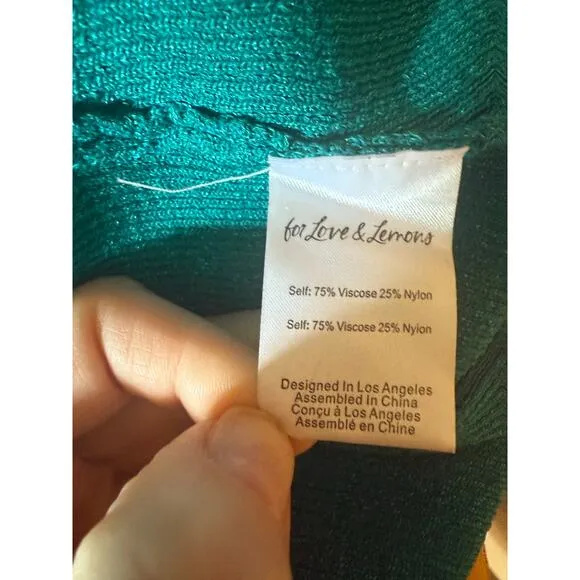 for Love & Lemons
Self: 75% Viscose 25% Nylon
Self: 75% Viscose 25% Nylon
Designed In Los Angeles
Assembled In China
Conçu à Los Angeles
Assemblé en Chine